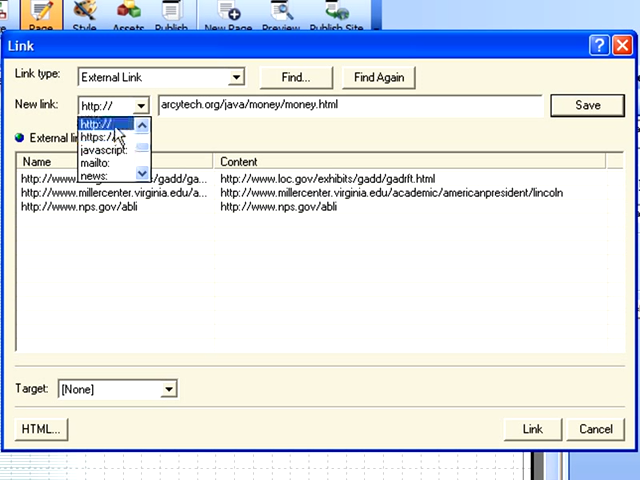 Page Style Assets Publish New Page Preview Publish Site
Link
Link type: External Link Find... Find Again
New link: http:// arcytech.org/java/money/money.html Save
http://
External li https:/
javascript:
mailto:
news:
Name Content
http://www. gadd/ga... http://www.loc.gov/exhibits/gadd/gadrft.html
http://www.millercenter.virginia.edu/a... http://www.millercenter.virginia.edu/academic/americanpresident/lincoln
http://www.nps.gov/abli http://www.nps.gov/abli
Target: [None]
HTML... Link Cancel